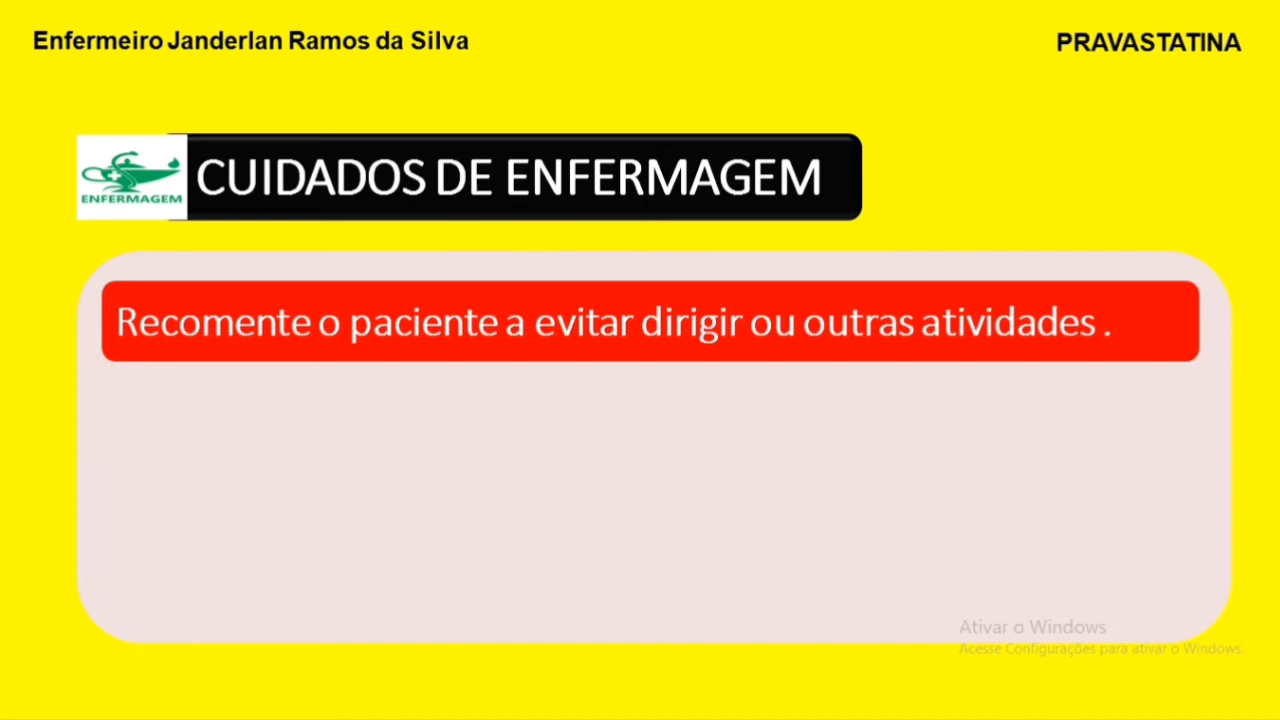 Enfermeiro Janderlan Ramos da Silva
PRAVASTATINA
ENFERMAGEM
CUIDADOS DE ENFERMAGEM
Recomente o paciente a evitar dirigir ou outras atividades .
Ativar o Windows
Acesse Configurações para ativar o Windows.